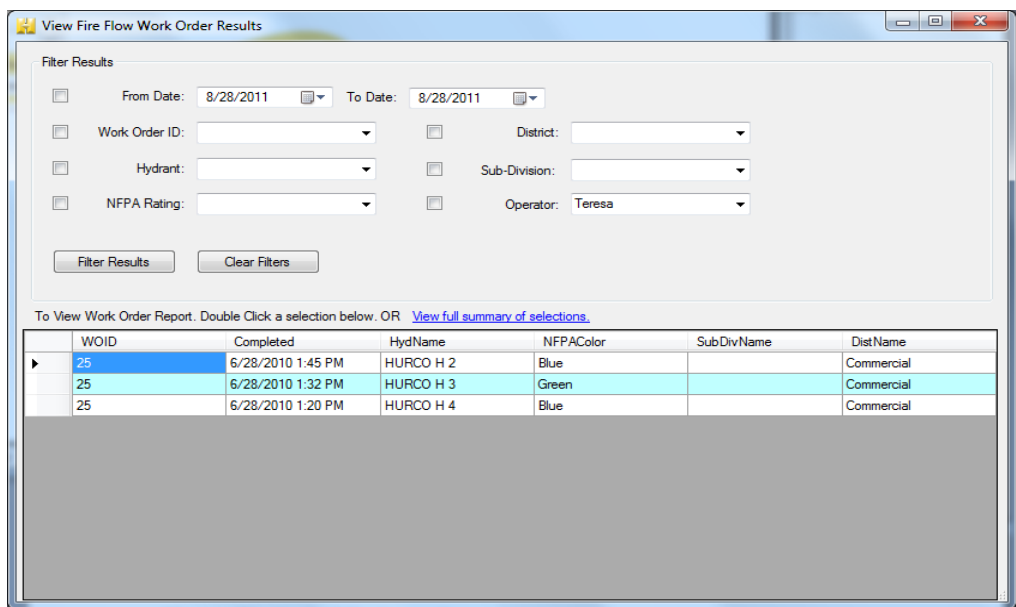 View Fire Flow Work Order Results
Filter Results
From Date: 8/28/2011 To Date: 8/28/2011
Work Order ID: District:
Hydrant: Sub-Division:
NFPA Rating: Operator: Teresa
Filter Results Clear Filters
To View Work Order Report. Double Click a selection below. OR View full summary of selections.
WOID Completed HydName NFPAColor SubDivName DistName
25 6/28/2010 1:45 PM HURCO H 2 Blue Commercial
25 6/28/2010 1:32 PM HURCO H 3 Green Commercial
25 6/28/2010 1:20 PM HURCO H 4 Blue Commercial